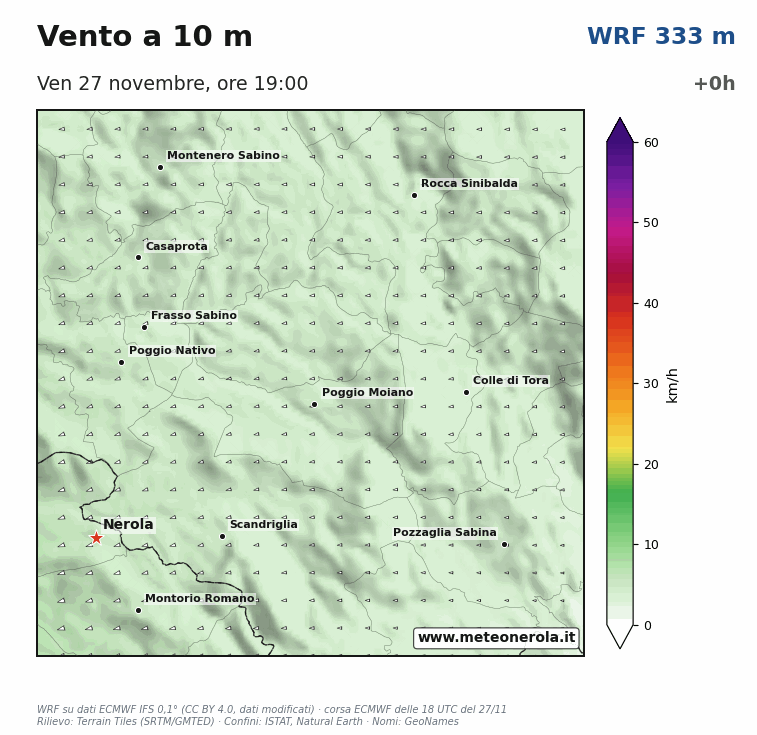 Vento a 10 m
WRF 333 m
Ven 27 novembre, ore 19:00
+0h
Montenero Sabino
Rocca Sinibalda
Casaprota
Frasso Sabino
Poggio Nativo
Colle di Tora
Poggio Moiano
Nerola
Scandriglia
Pozzaglia Sabina
Montorio Romano
www.meteonerola.it
60
50
40
30
20
10
0
km/h
WRF su dati ECMWF IFS 0,1° (CC BY 4.0, dati modificati) · corsa ECMWF delle 18 UTC del 27/11
Rilievo: Terrain Tiles (SRTM/GMTED) · Confini: ISTAT, Natural Earth · Nomi: GeoNames